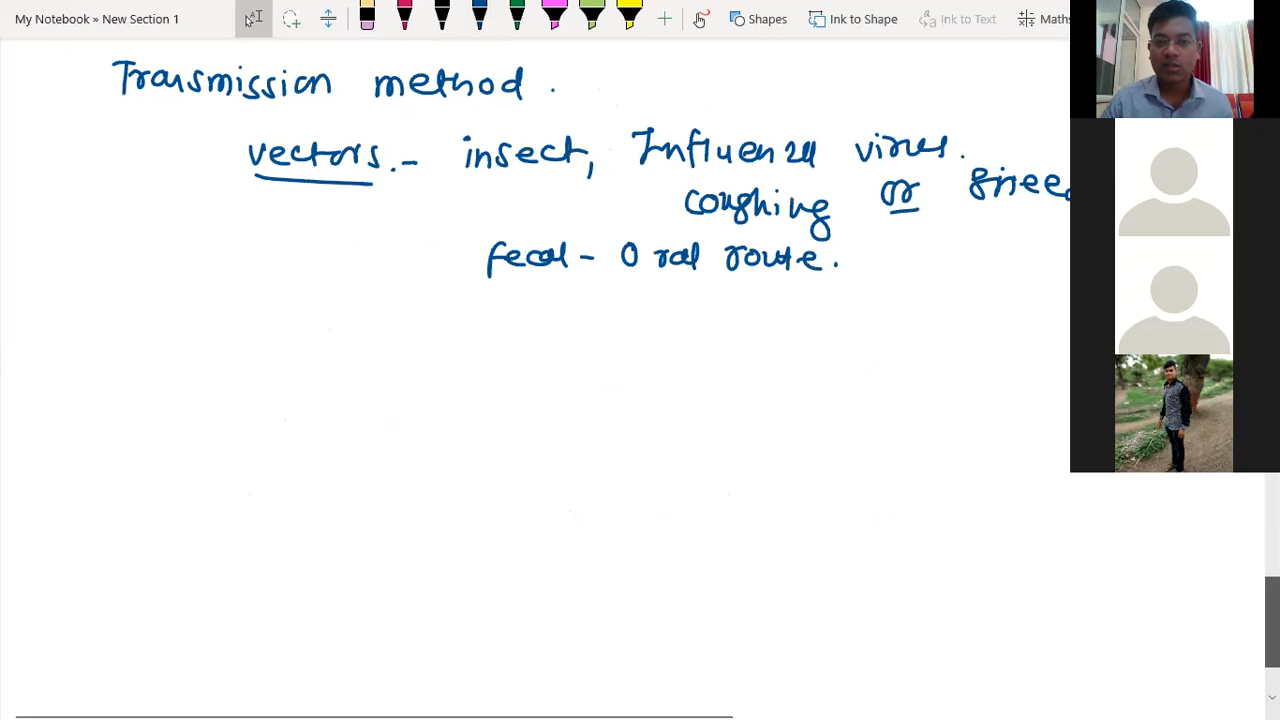 My Notebook » New Section 1
Shapes
Ink to Shape
Ink to Text
Maths
Transmission method.
vectors. - insect, Influenza virus.
coughing or
fecal - Oral route.